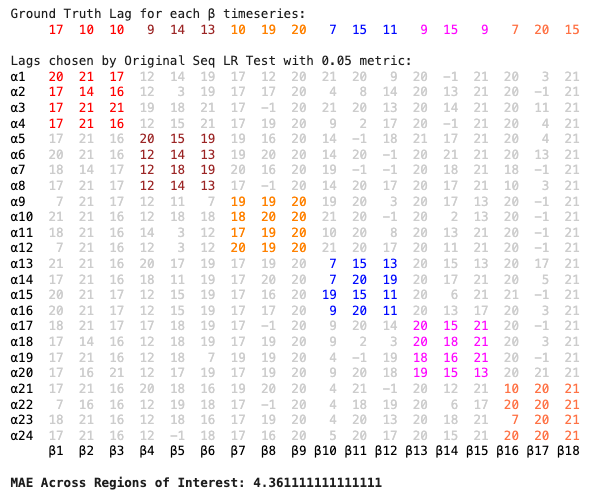 Ground Truth Lag for each β timeseries:
17 10 10 9 14 13 10 19 20 7 15 11 9 15 9 7 20 15
Lags chosen by Original Seq LR Test with 0.05 metric:
α1 20 21 17 12 14 19 17 12 20 21 20 9 20 -1 21 20 3 21
α2 17 14 16 12 3 19 17 17 20 4 8 14 20 13 21 20 -1 21
α3 17 21 21 19 18 21 17 -1 20 21 20 13 20 14 21 20 11 21
α4 17 21 16 12 15 21 17 19 20 9 2 17 20 -1 21 20 4 21
α5 17 21 16 20 15 19 19 16 20 14 -1 18 21 17 21 20 4 21
α6 20 21 16 12 14 13 19 20 20 14 20 -1 20 21 21 20 13 21
α7 18 14 17 12 18 19 20 16 20 19 -1 -1 20 18 21 18 -1 21
α8 17 21 17 12 14 13 17 -1 20 14 20 17 20 17 21 10 3 21
α9 7 21 17 12 11 7 19 19 20 19 20 3 20 17 13 20 -1 21
α10 21 21 16 12 18 18 18 20 20 21 20 -1 20 2 13 20 -1 21
α11 18 21 16 14 3 12 17 19 20 10 20 8 20 13 21 20 -1 21
α12 7 21 16 12 3 12 20 19 20 21 20 17 20 11 21 20 -1 21
α13 21 21 16 20 17 19 17 19 20 7 15 13 20 15 13 20 17 21
α14 17 21 16 18 11 19 17 20 20 7 20 19 20 17 21 20 5 21
α15 20 21 17 12 15 19 17 16 20 19 15 11 20 6 21 21 -1 21
α16 20 21 17 12 18 19 17 17 20 9 20 11 20 13 17 20 3 21
α17 18 21 16 12 15 19 17 -1 20 9 20 14 20 15 21 20 -1 21
α18 17 14 16 12 18 18 17 19 20 9 2 3 20 18 21 20 3 21
α19 17 21 16 12 18 7 19 19 20 4 -1 19 18 16 21 20 -1 21
α20 17 16 21 12 17 19 17 19 20 9 20 18 19 15 13 20 21 21
α21 17 21 16 20 18 16 19 20 20 4 21 -1 20 12 21 10 20 21
α22 7 16 16 12 19 18 17 -1 20 4 18 19 20 6 17 20 20 21
α23 18 21 16 12 18 16 17 19 20 4 20 13 20 18 21 7 20 21
α24 17 21 16 12 -1 18 17 16 20 5 20 17 20 15 21 20 20 21
β1 β2 β3 β4 β5 β6 β7 β8 β9 β10 β11 β12 β13 β14 β15 β16 β17 β18
MAE Across Regions of Interest: 4.361111111111111